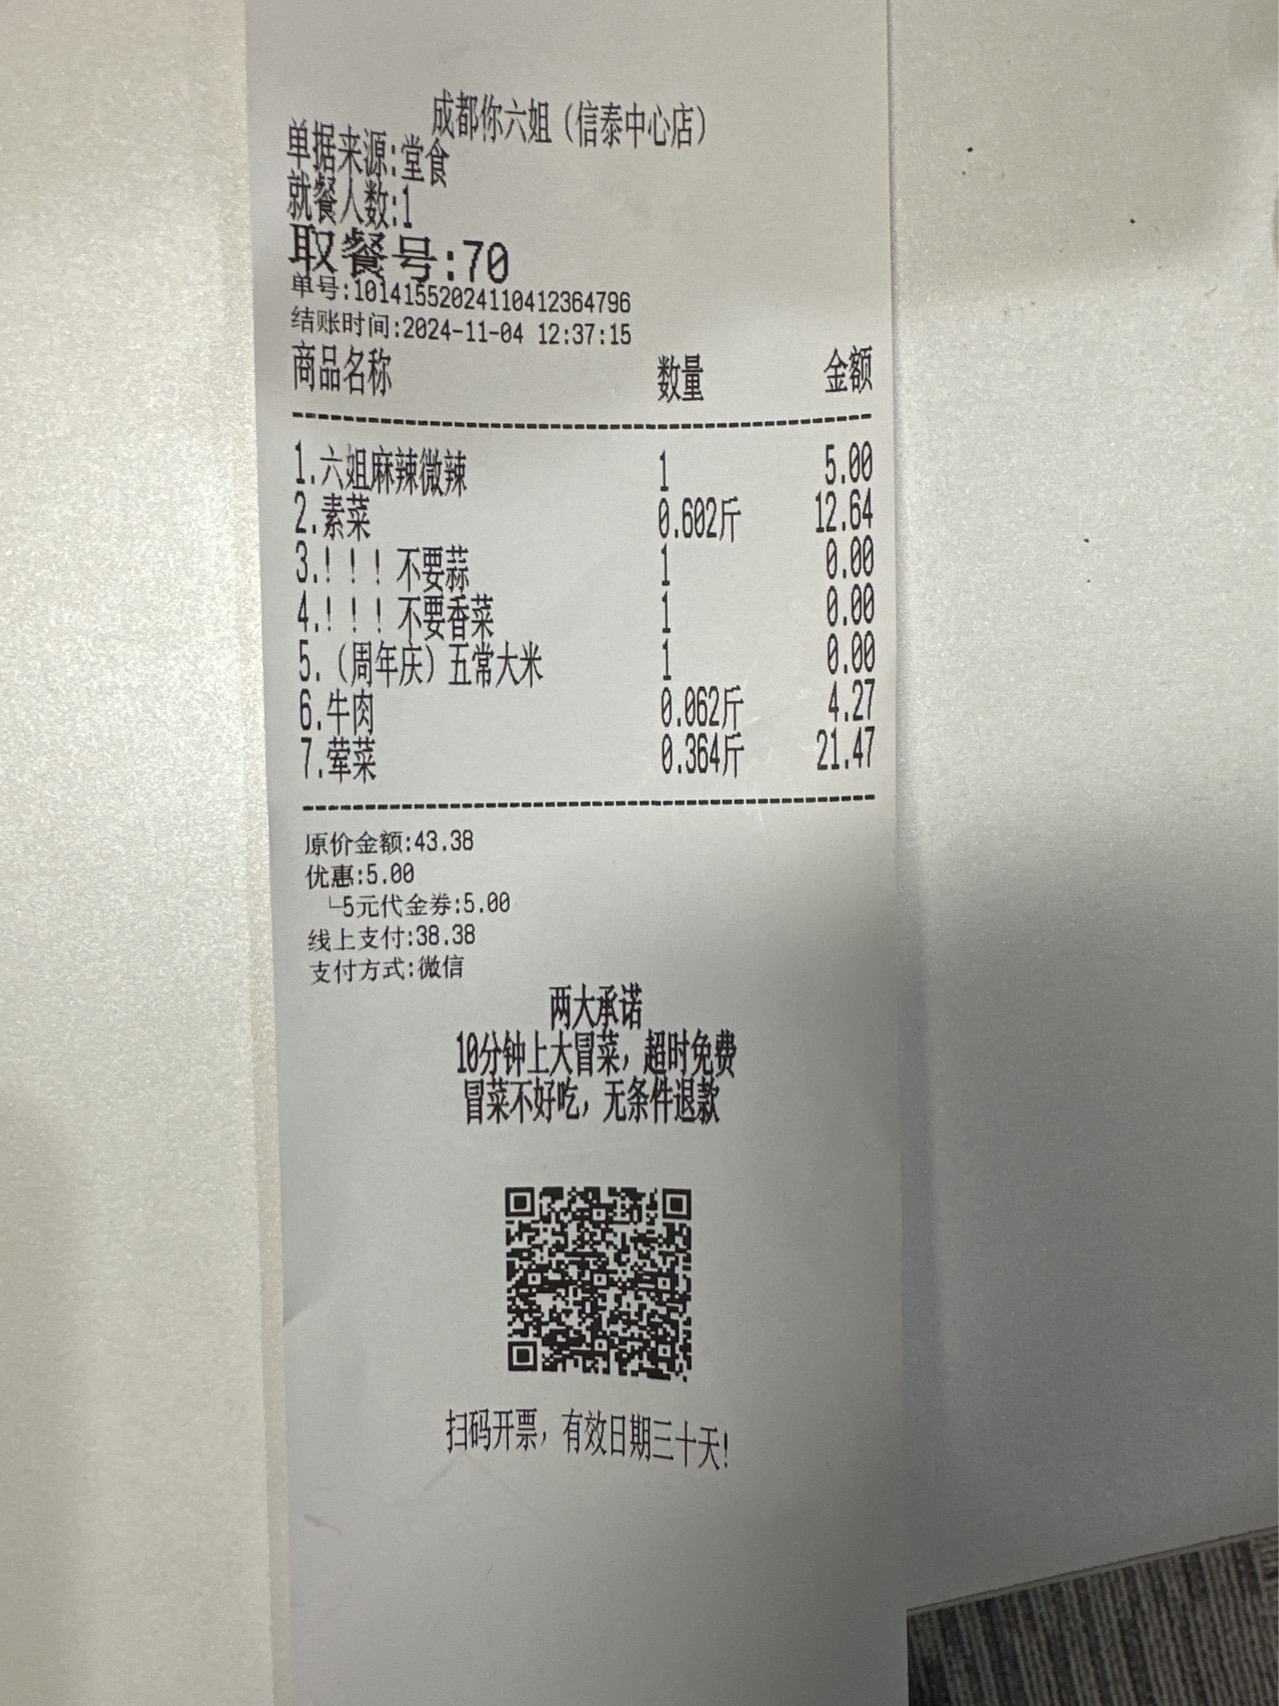 成都你六姐（信泰中心店）
单据来源:堂食
就餐人数:1
取餐号:70
单号:10141552024110412364796
结账时间:2024-11-04 12:37:15
商品名称 数量 金额
1.六姐麻辣微辣 1 5.00
2.素菜 0.602斤 12.64
3.！！！不要蒜 1 0.00
4.！！！不要香菜 1 0.00
5.（周年庆）五常大米 1 0.00
6.牛肉 0.062斤 4.27
7.荤菜 0.364斤 21.47
原价金额:43.38
优惠:5.00
└5元代金券:5.00
线上支付:38.38
支付方式:微信
两大承诺
10分钟上大冒菜，超时免费
冒菜不好吃，无条件退款
扫码开票，有效日期三十天!